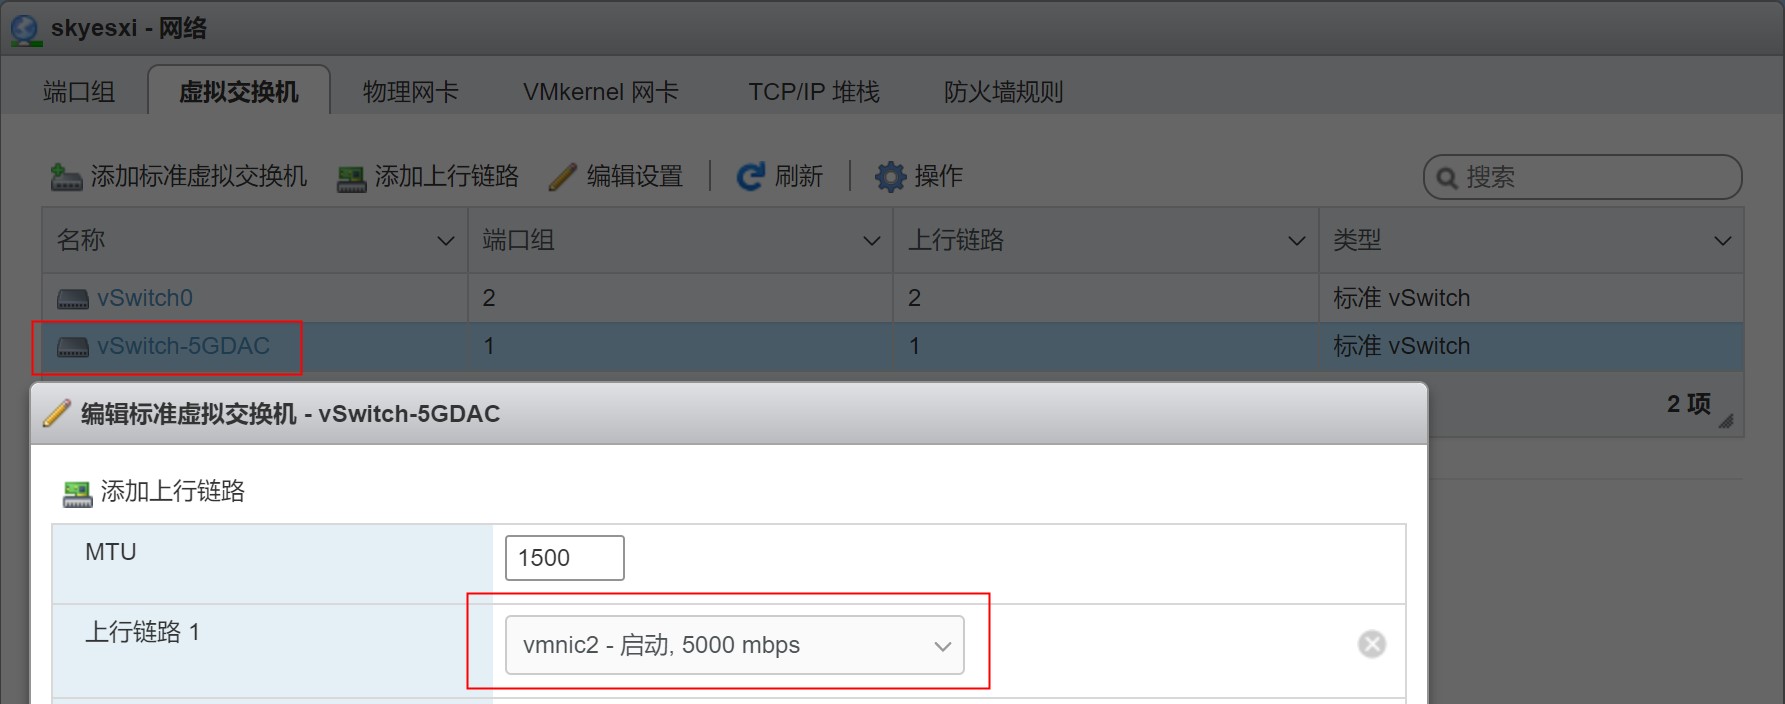 skyesxi - 网络
端口组 虚拟交换机 物理网卡 VMkernel 网卡 TCP/IP 堆栈 防火墙规则
添加标准虚拟交换机 添加上行链路 编辑设置 刷新 操作 搜索
名称 端口组 上行链路 类型
vSwitch0 2 2 标准 vSwitch
vSwitch-5GDAC 1 1 标准 vSwitch
2 项
编辑标准虚拟交换机 - vSwitch-5GDAC
添加上行链路
MTU 1500
上行链路 1 vmnic2 - 启动, 5000 mbps